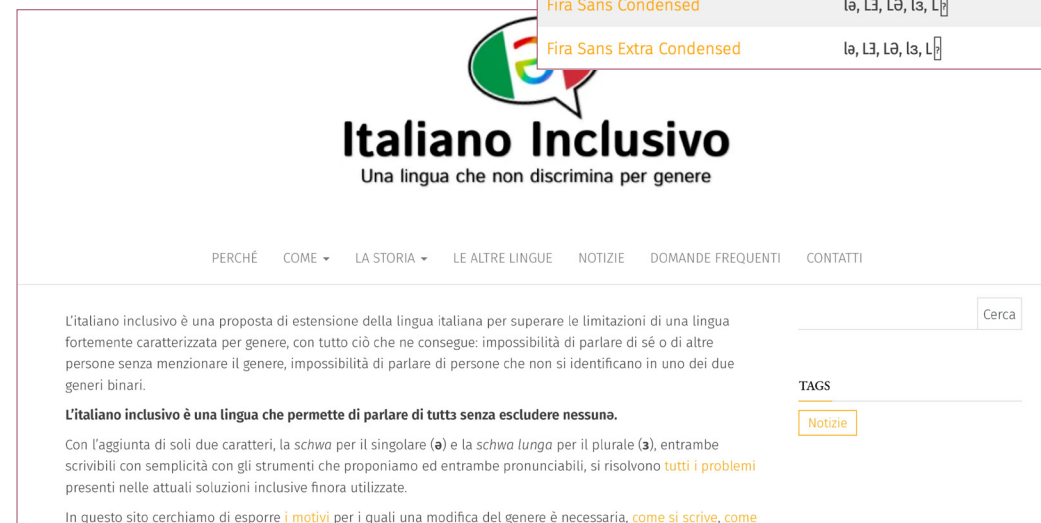 Fira Sans Condensed
lə, LƎ, LƏ, lɜ, L
Fira Sans Extra Condensed
lə, LƎ, LƏ, lɜ, L
Italiano Inclusivo
Una lingua che non discrimina per genere
PERCHÉ COME LA STORIA LE ALTRE LINGUE NOTIZIE DOMANDE FREQUENTI CONTATTI
L’italiano inclusivo è una proposta di estensione della lingua italiana per superare le limitazioni di una lingua
fortemente caratterizzata per genere, con tutto ciò che ne consegue: impossibilità di parlare di sé o di altre
persone senza menzionare il genere, impossibilità di parlare di persone che non si identificano in uno dei due
generi binari.
L’italiano inclusivo è una lingua che permette di parlare di tuttɜ senza escludere nessunə.
Con l’aggiunta di soli due caratteri, la schwa per il singolare (ə) e la schwa lunga per il plurale (ɜ), entrambe
scrivibili con semplicità con gli strumenti che proponiamo ed entrambe pronunciabili, si risolvono tutti i problemi
presenti nelle attuali soluzioni inclusive finora utilizzate.
In questo sito cerchiamo di esporre i motivi per i quali una modifica del genere è necessaria, come si scrive, come
Cerca
TAGS
Notizie